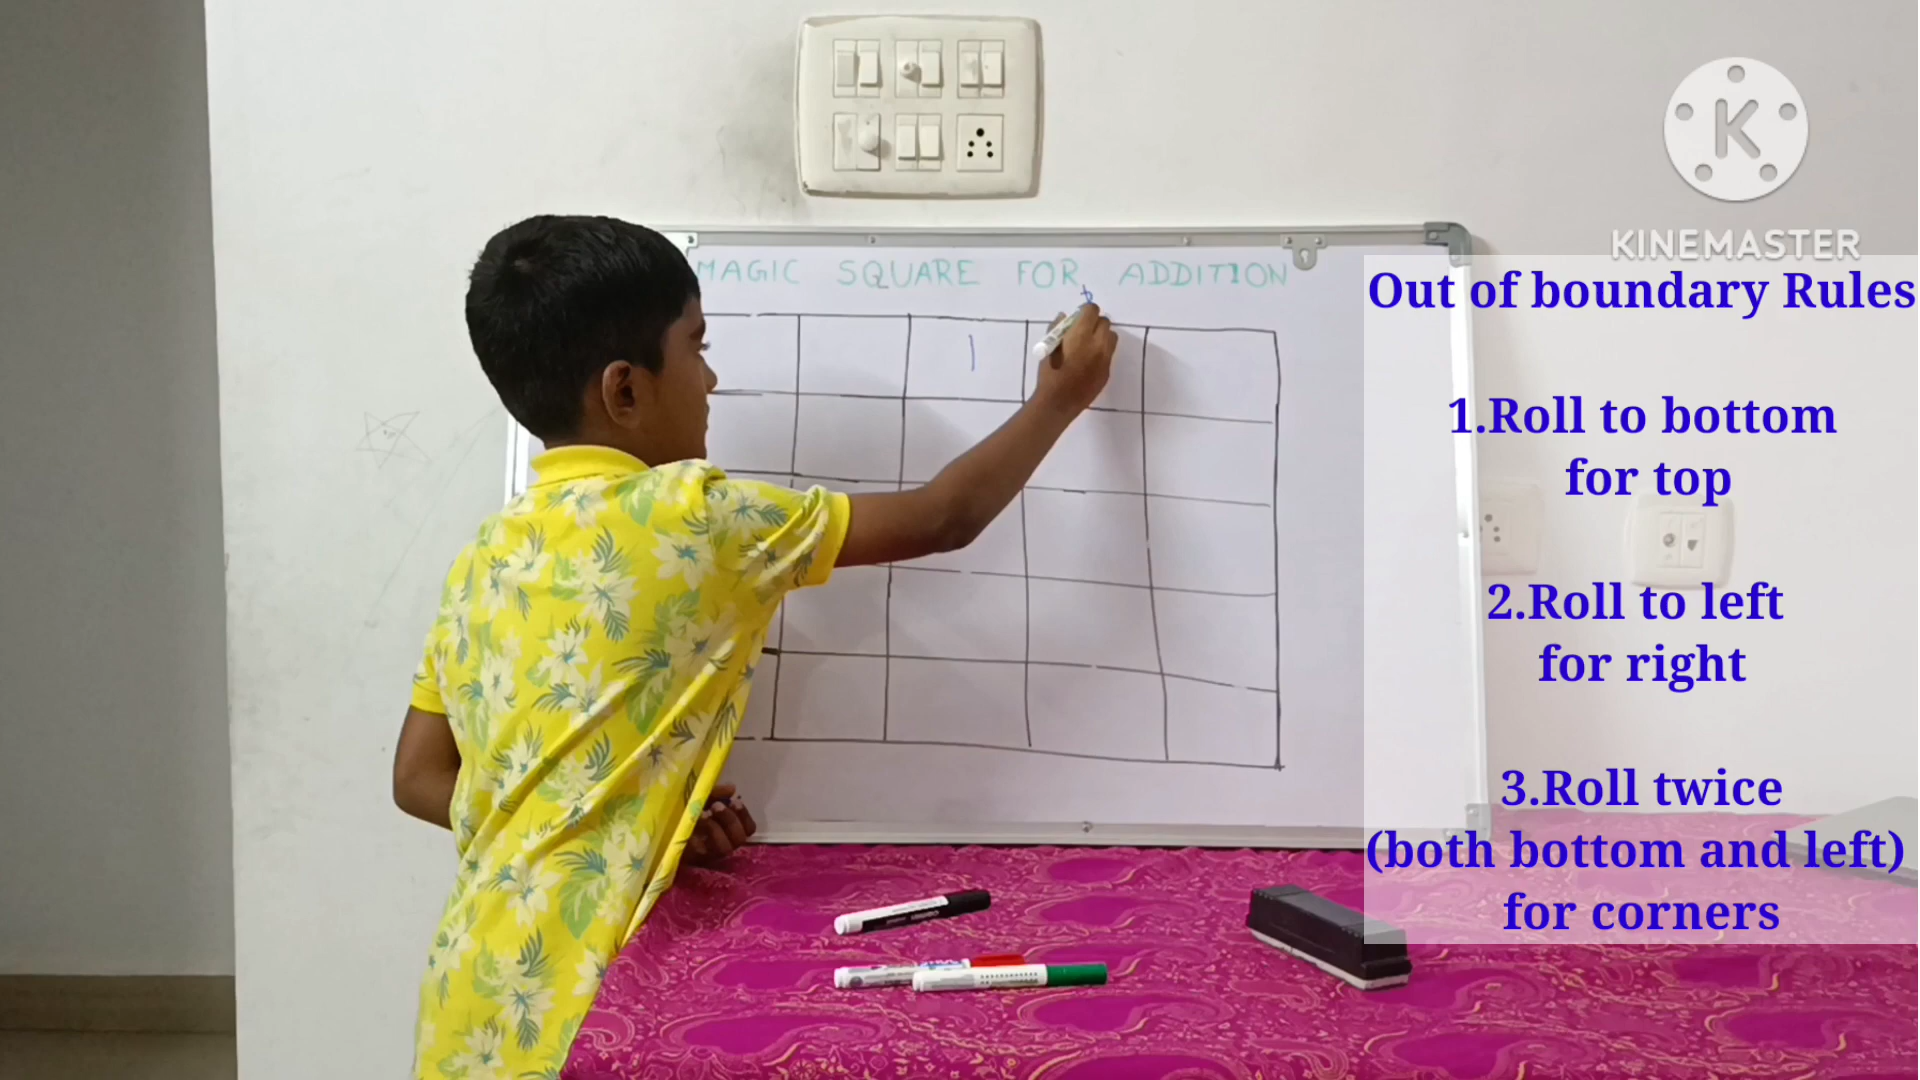 KINEMASTER
MAGIC SQUARE FOR ADDITION
1
Out of boundary Rules
1.Roll to bottom
for top
2.Roll to left
for right
3.Roll twice
(both bottom and left)
for corners